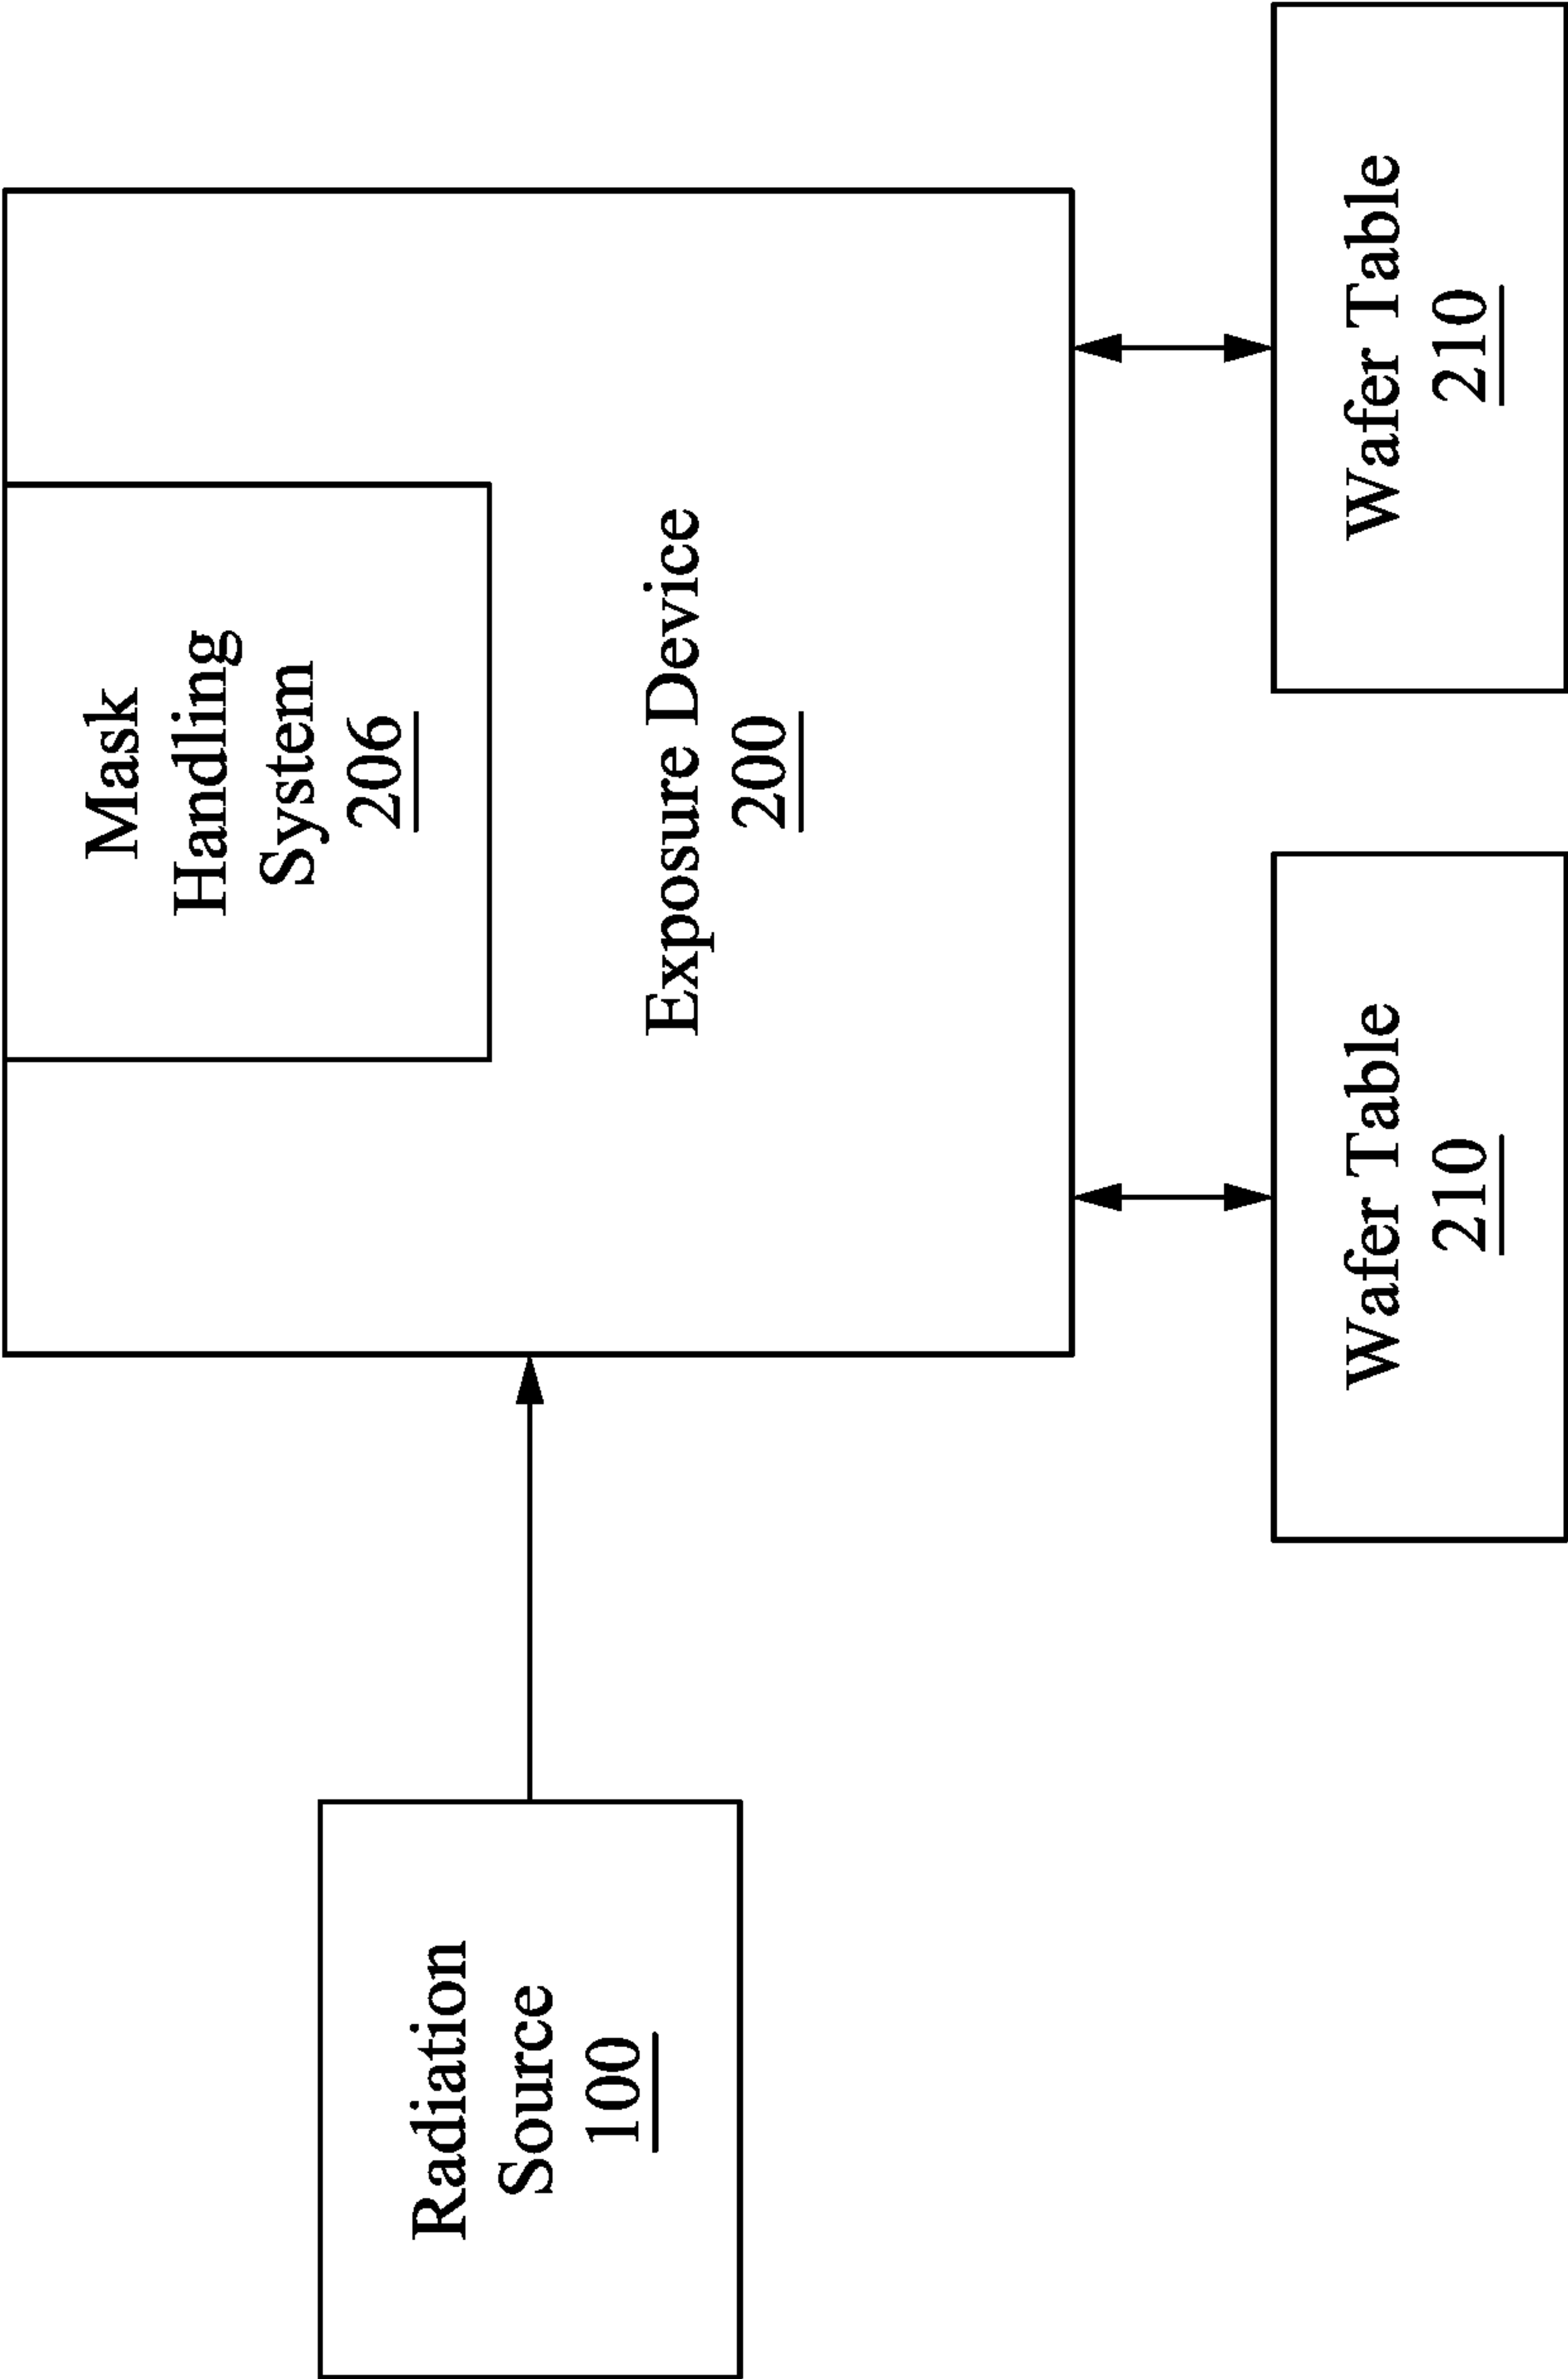 Mask
Handling
System
206
Exposure Device
200
Radiation
Source
100
Wafer Table
210
Wafer Table
210